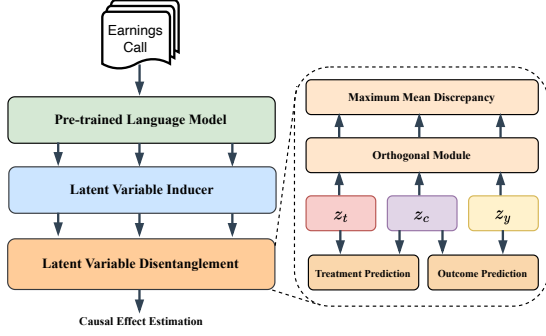 Earnings
Call
Pre-trained Language Model
Latent Variable Inducer
Latent Variable Disentanglement
Causal Effect Estimation
Maximum Mean Discrepancy
Orthogonal Module
z_t
z_c
z_y
Treatment Prediction
Outcome Prediction